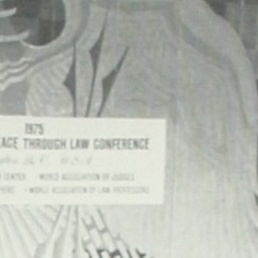 1975
ACE THROUGH LAW CONFERENCE
CENTER · WORLD ASSOCIATION OF JUDGES
· WORLD ASSOCIATION OF LAW PROFESSORS